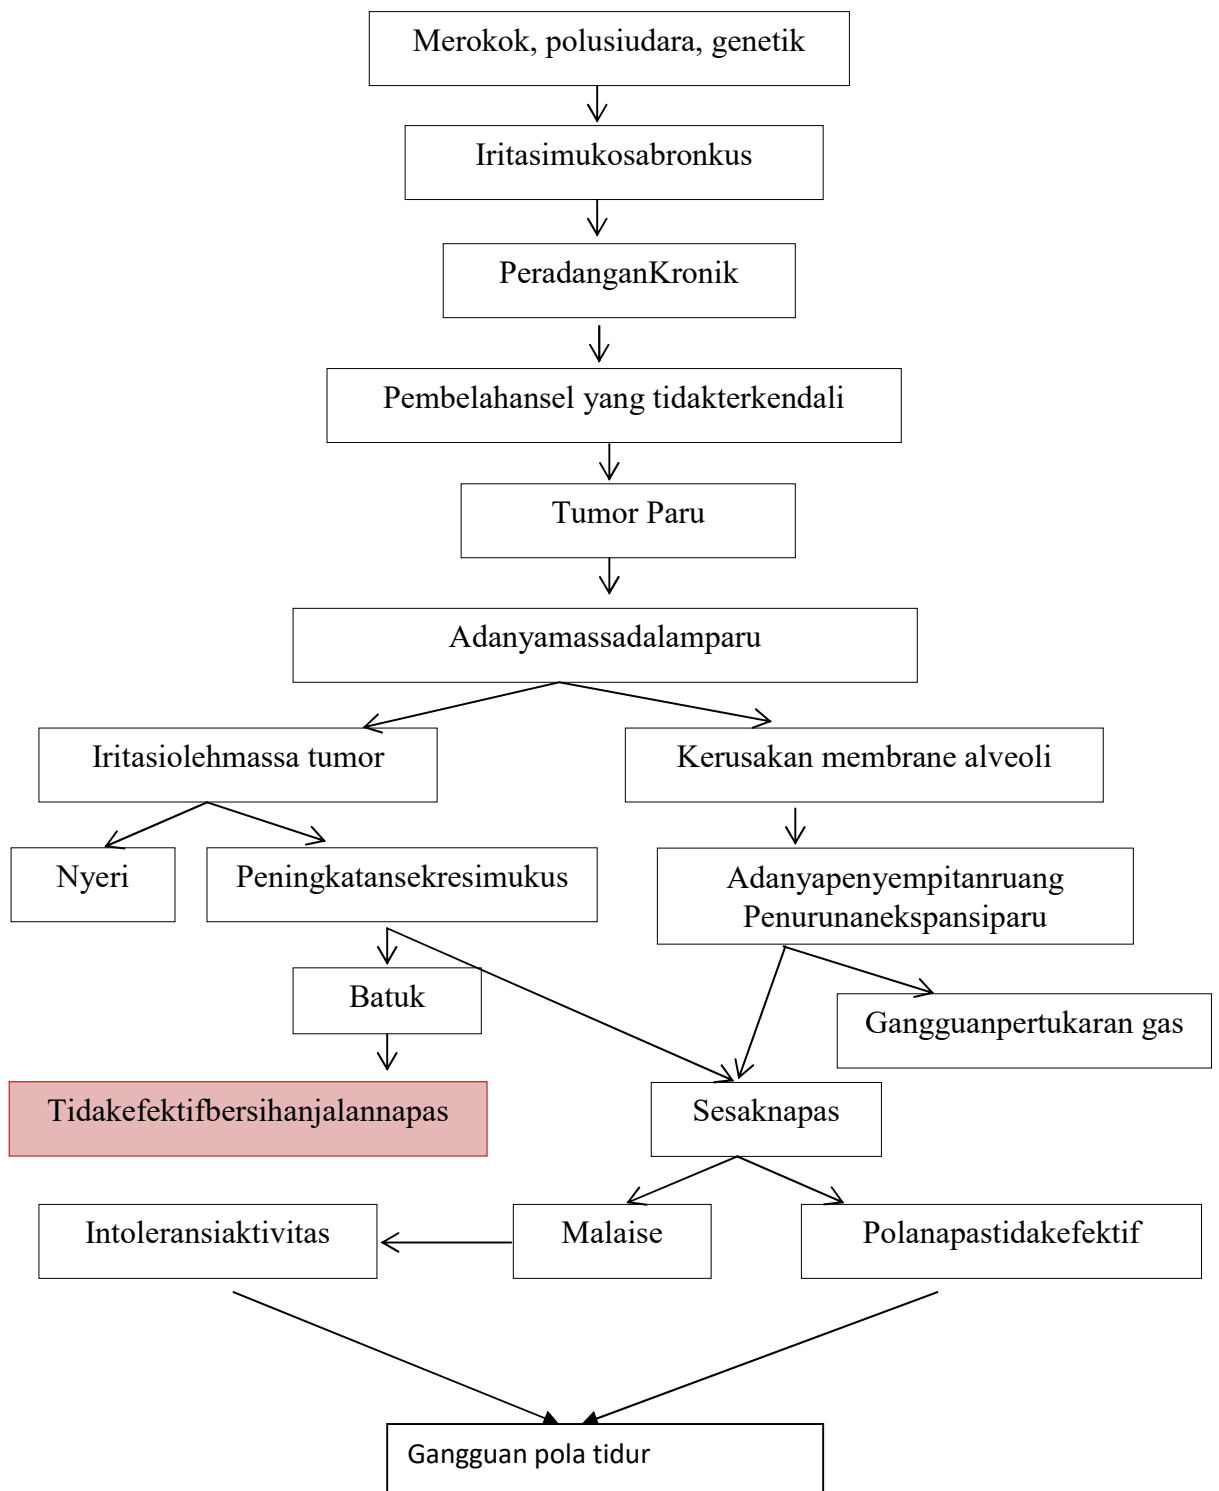 Merokok, polusiudara, genetik
Iritasimukosabronkus
PeradanganKronik
Pembelahansel yang tidakterkendali
Tumor Paru
Adanyamassadalamparu
Iritasiolehmassa tumor
Kerusakan membrane alveoli
Nyeri
Peningkatansekresimukus
Adanyapenyempitanruang
Penurunanekspansiparu
Batuk
Gangguanpertukaran gas
Tidakefektifbersihanjalannapas
Sesaknapas
Intoleransiaktivitas
Malaise
Polanapastidakefektif
Gangguan pola tidur